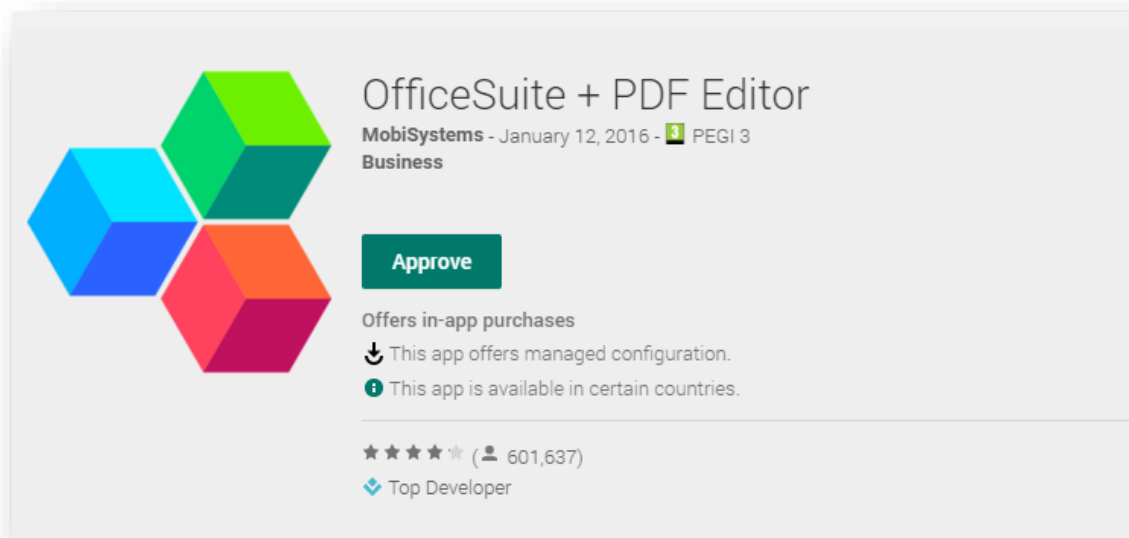 OfficeSuite + PDF Editor
MobiSystems - January 12, 2016 - 3 PEGI 3
Business
Approve
Offers in-app purchases
This app offers managed configuration.
This app is available in certain countries.
( 601,637)
Top Developer